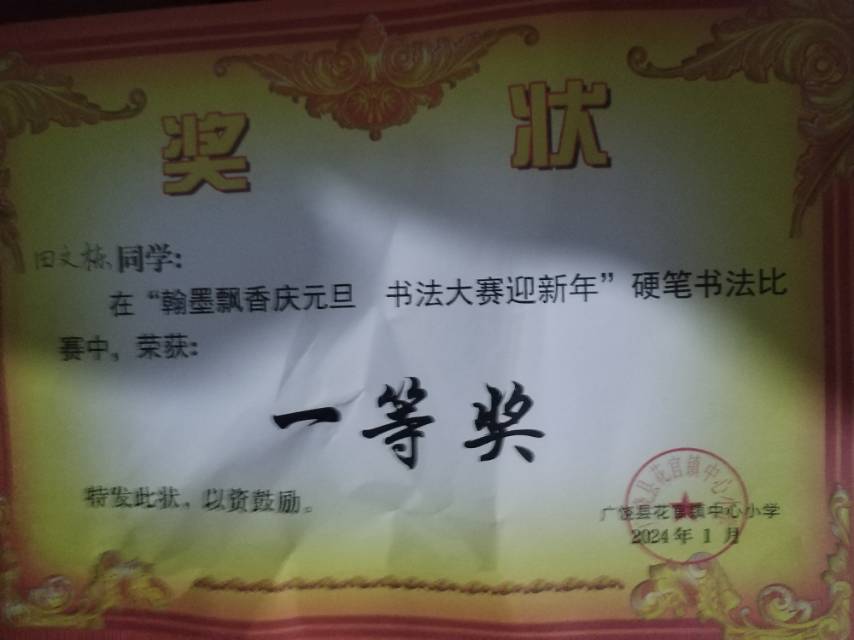 奖 状
田文栋同学:
在“翰墨飘香庆元旦 书法大赛迎新年”硬笔书法比
赛中，荣获:
一等奖
特发此状，以资鼓励。
广饶县花官镇中心小学
2024年1月